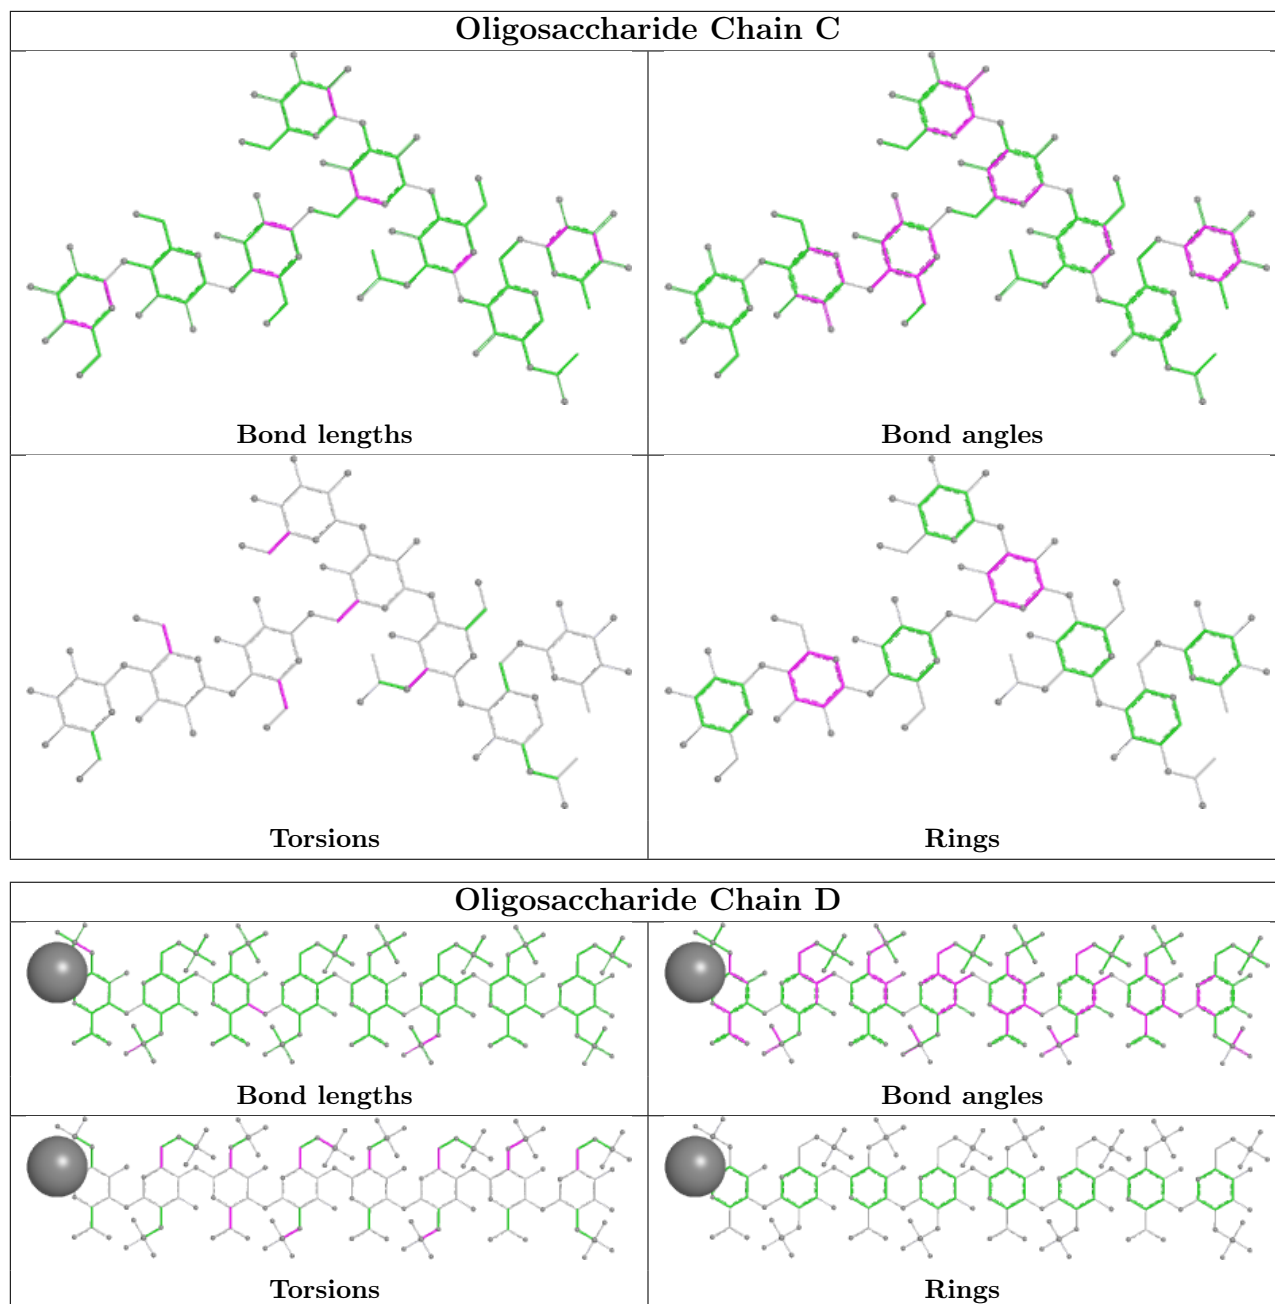 Oligosaccharide Chain C
Bond lengths
Bond angles
Torsions
Rings
Oligosaccharide Chain D
Bond lengths
Bond angles
Torsions
Rings